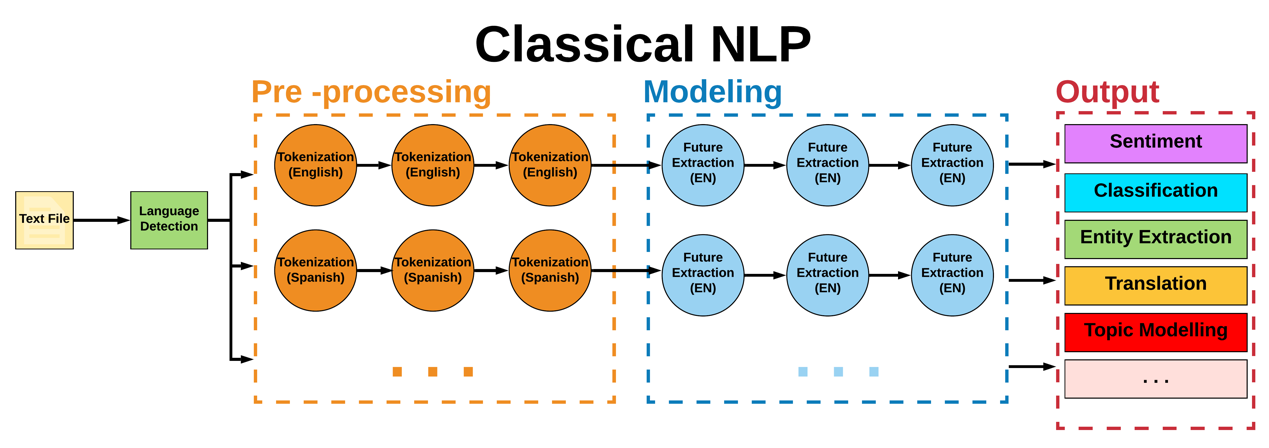 Classical NLP
Pre -processing
Modeling
Output
Text File
Language
Detection
Tokenization
(English)
Tokenization
(English)
Tokenization
(English)
Future
Extraction
(EN)
Future
Extraction
(EN)
Future
Extraction
(EN)
Tokenization
(Spanish)
Tokenization
(Spanish)
Tokenization
(Spanish)
Future
Extraction
(EN)
Future
Extraction
(EN)
Future
Extraction
(EN)
Sentiment
Classification
Entity Extraction
Translation
Topic Modelling
. . .